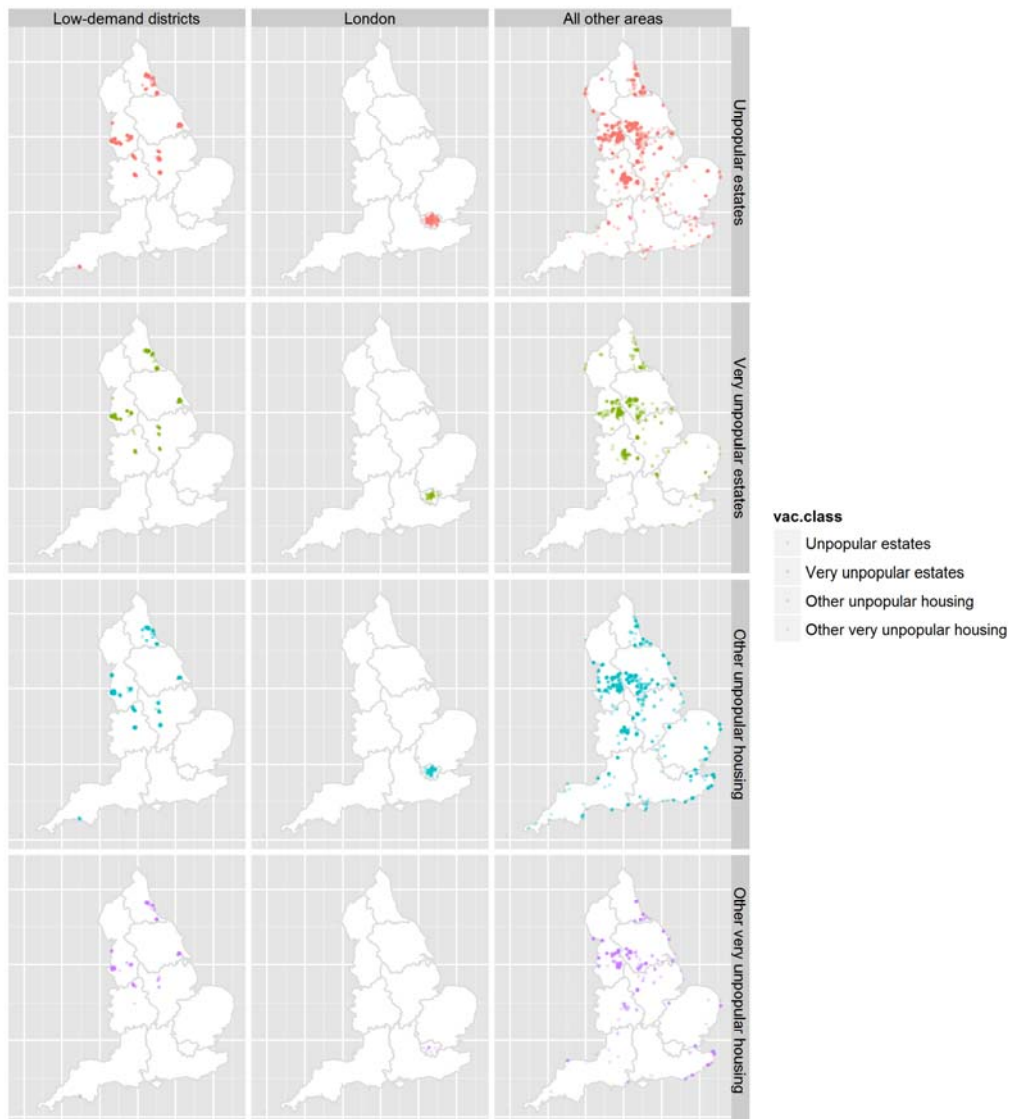 Low-demand districts
London
All other areas
Unpopular estates
Very unpopular estates
Other unpopular housing
Other very unpopular housing
vac.class
Unpopular estates
Very unpopular estates
Other unpopular housing
Other very unpopular housing